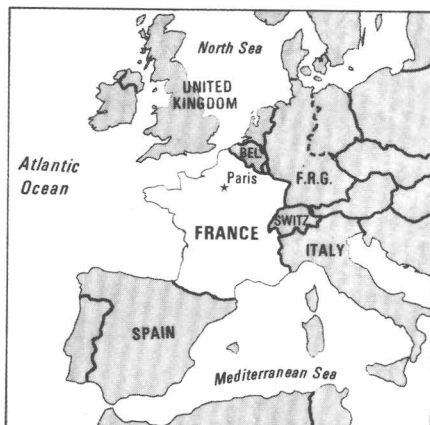 North Sea
UNITED
KINGDOM
Atlantic
Ocean
BEL.
Paris
F.R.G.
FRANCE
SWITZ.
ITALY
SPAIN
Mediterranean Sea